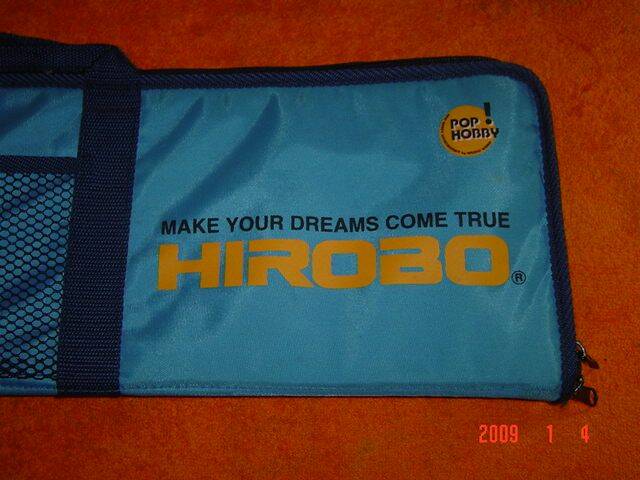 POP!
HOBBY
MAKE YOUR DREAMS COME TRUE
HIROBO®
2009 1 4